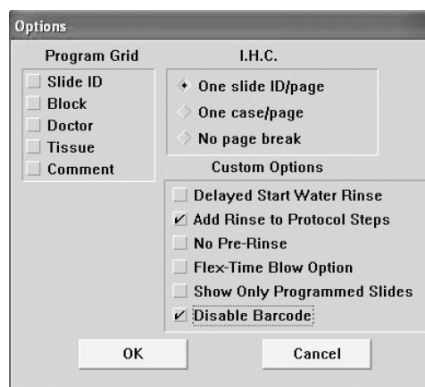 Options
Program Grid
Slide ID
Block
Doctor
Tissue
Comment
I.H.C.
One slide ID/page
One case/page
No page break
Custom Options
Delayed Start Water Rinse
Add Rinse to Protocol Steps
No Pre-Rinse
Flex-Time Blow Option
Show Only Programmed Slides
Disable Barcode
OK
Cancel